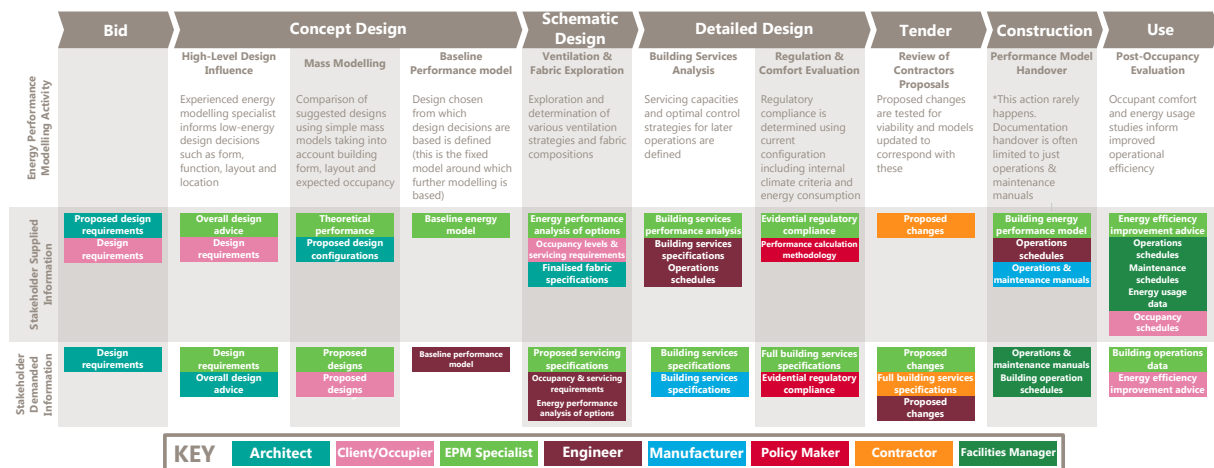 Bid
Concept Design
Schematic
Design
Detailed Design
Tender
Construction
Use
Energy Performance
Modelling Activity
High-Level Design
Influence
Experienced energy
modelling specialist
informs low-energy
design decisions
such as form,
function, layout and
location
Mass Modelling
Comparison of
suggested designs
using simple mass
models taking into
account building
form, layout and
expected occupancy
Baseline
Performance model
Design chosen
from which
design decisions are
based is defined
(this is the fixed
model around which
further modelling is
based)
Ventilation &
Fabric Exploration
Exploration and
determination of
various ventilation
strategies and fabric
compositions
Building Services
Analysis
Servicing capacities
and optimal control
strategies for later
operations are
defined
Regulation &
Comfort Evaluation
Regulatory
compliance is
determined using
current
configuration
including internal
climate criteria and
energy consumption
Review of
Contractors
Proposals
Proposed changes
are tested for
viability and models
updated to
correspond with
these
Performance Model
Handover
*This action rarely
happens.
Documentation
handover is often
limited to just
operations &
maintenance
manuals
Post-Occupancy
Evaluation
Occupant comfort
and energy usage
studies inform
improved
operational
efficiency
Stakeholder Supplied
Information
Proposed design
requirements
Design
requirements
Overall design
advice
Design
requirements
Theoretical
performance
Proposed design
configurations
Baseline energy
model
Energy performance
analysis of options
Occupancy levels &
servicing requirements
Finalised fabric
specifications
Building services
performance analysis
Building services
specifications
Operations
schedules
Evidential regulatory
compliance
Performance calculation
methodology
Proposed
changes
Building energy
performance model
Operations
schedules
Operations &
maintenance manuals
Energy efficiency
improvement advice
Operations
schedules
Maintenance
schedules
Energy usage
data
Occupancy
schedules
Stakeholder
Demanded
Information
Design
requirements
Design
requirements
Overall design
advice
Proposed
designs
Proposed
designs
Baseline performance
model
Proposed servicing
specifications
Occupancy & servicing
requirements
Energy performance
analysis of options
Building services
specifications
Building services
specifications
Full building services
specifications
Evidential regulatory
compliance
Proposed
changes
Full building services
specifications
Proposed
changes
Operations &
maintenance manuals
Building operation
schedules
Building operations
data
Energy efficiency
improvement advice
KEY
Architect
Client/Occupier
EPM Specialist
Engineer
Manufacturer
Policy Maker
Contractor
Facilities Manager